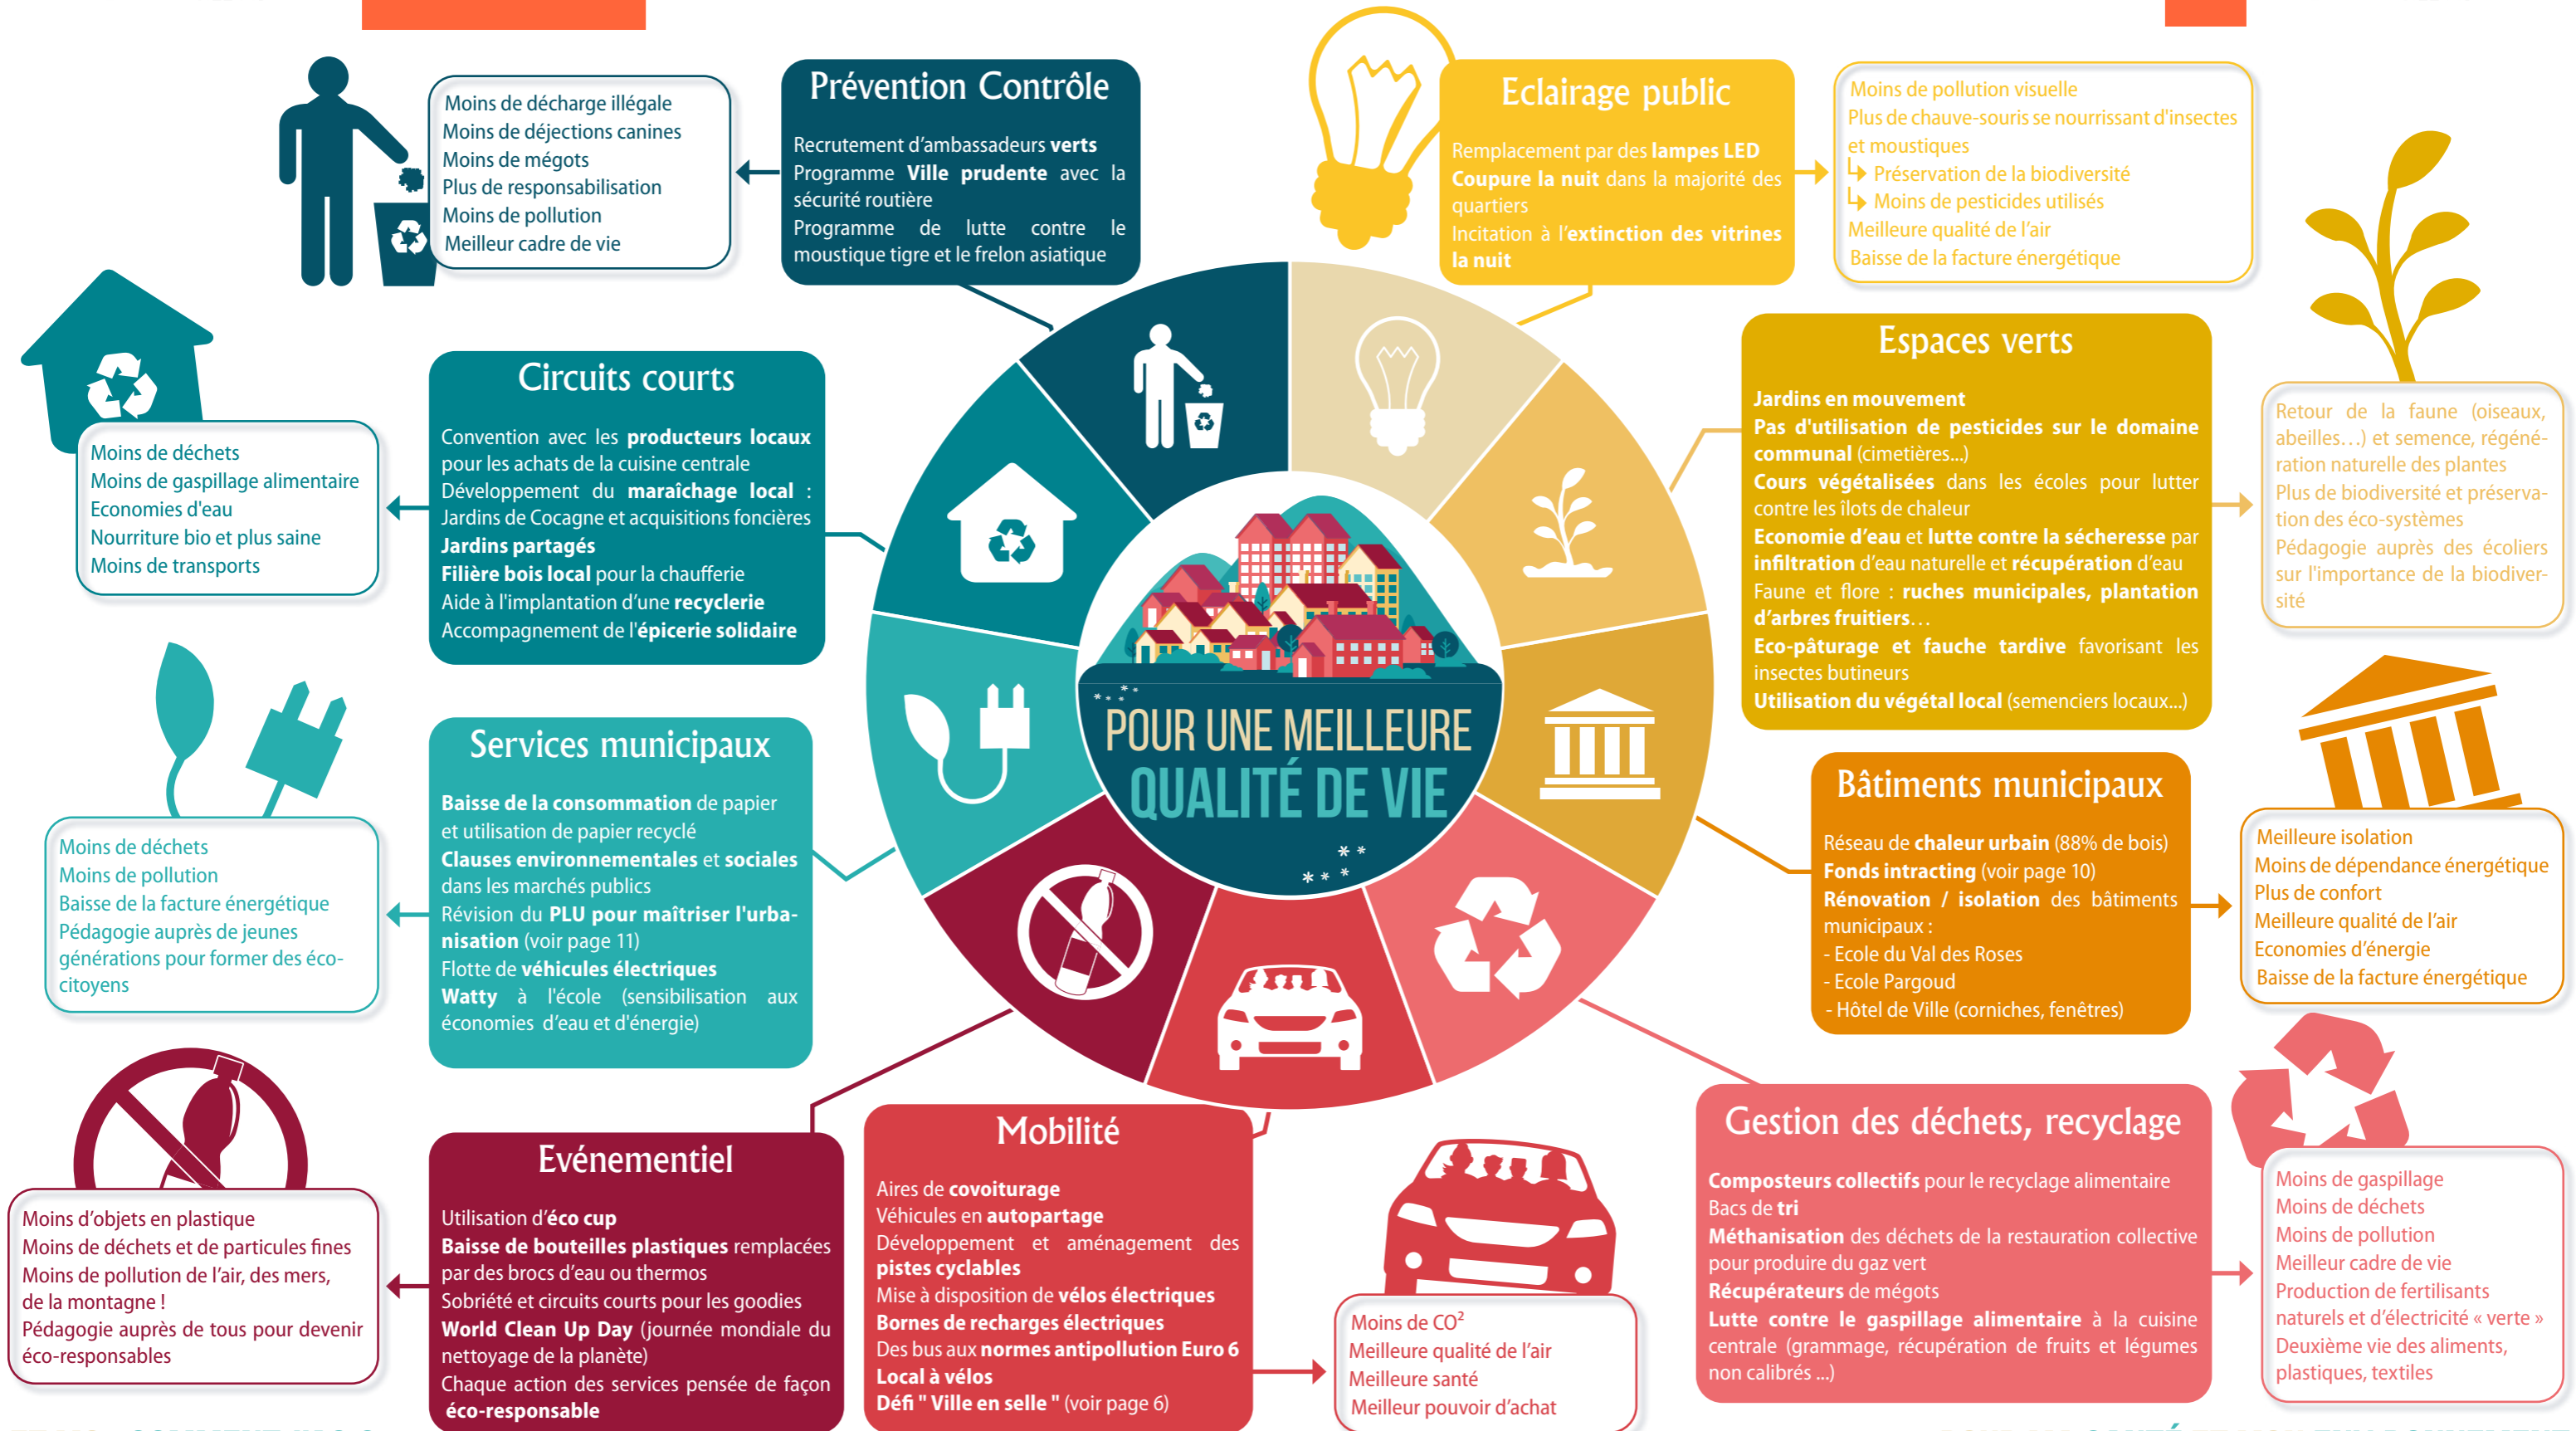 Prévention Contrôle
Recrutement d’ambassadeurs verts
Programme Ville prudente avec la
sécurité routière
Programme de lutte contre le
moustique tigre et le frelon asiatique
Moins de décharge illégale
Moins de déjections canines
Moins de mégots
Plus de responsabilisation
Moins de pollution
Meilleur cadre de vie
Eclairage public
Remplacement par des lampes LED
Coupure la nuit dans la majorité des
quartiers
Incitation à l’extinction des vitrines
la nuit
Moins de pollution visuelle
Plus de chauve-souris se nourrissant d'insectes
et moustiques
Préservation de la biodiversité
Moins de pesticides utilisés
Meilleure qualité de l’air
Baisse de la facture énergétique
Circuits courts
Convention avec les producteurs locaux
pour les achats de la cuisine centrale
Développement du maraîchage local :
Jardins de Cocagne et acquisitions foncières
Jardins partagés
Filière bois local pour la chaufferie
Aide à l'implantation d’une recyclerie
Accompagnement de l'épicerie solidaire
Moins de déchets
Moins de gaspillage alimentaire
Economies d'eau
Nourriture bio et plus saine
Moins de transports
Espaces verts
Jardins en mouvement
Pas d'utilisation de pesticides sur le domaine
communal (cimetières...)
Cours végétalisées dans les écoles pour lutter
contre les îlots de chaleur
Economie d’eau et lutte contre la sécheresse par
infiltration d’eau naturelle et récupération d’eau
Faune et flore : ruches municipales, plantation
d’arbres fruitiers…
Eco-pâturage et fauche tardive favorisant les
insectes butineurs
Utilisation du végétal local (semenciers locaux...)
Retour de la faune (oiseaux,
abeilles…) et semence, régéné-
ration naturelle des plantes
Plus de biodiversité et préserva-
tion des éco-systèmes
Pédagogie auprès des écoliers
sur l'importance de la biodiver-
sité
POUR UNE MEILLEURE
QUALITÉ DE VIE
Services municipaux
Baisse de la consommation de papier
et utilisation de papier recyclé
Clauses environnementales et sociales
dans les marchés publics
Révision du PLU pour maîtriser l'urba-
nisation (voir page 11)
Flotte de véhicules électriques
Watty à l'école (sensibilisation aux
économies d’eau et d'énergie)
Moins de déchets
Moins de pollution
Baisse de la facture énergétique
Pédagogie auprès de jeunes
générations pour former des éco-
citoyens
Bâtiments municipaux
Réseau de chaleur urbain (88% de bois)
Fonds intracting (voir page 10)
Rénovation / isolation des bâtiments
municipaux :
- Ecole du Val des Roses
- Ecole Pargoud
- Hôtel de Ville (corniches, fenêtres)
Meilleure isolation
Moins de dépendance énergétique
Plus de confort
Meilleure qualité de l’air
Economies d’énergie
Baisse de la facture énergétique
Evénementiel
Utilisation d’éco cup
Baisse de bouteilles plastiques remplacées
par des brocs d’eau ou thermos
Sobriété et circuits courts pour les goodies
World Clean Up Day (journée mondiale du
nettoyage de la planète)
Chaque action des services pensée de façon
éco-responsable
Moins d’objets en plastique
Moins de déchets et de particules fines
Moins de pollution de l’air, des mers,
de la montagne !
Pédagogie auprès de tous pour devenir
éco-responsables
Mobilité
Aires de covoiturage
Véhicules en autopartage
Développement et aménagement des
pistes cyclables
Mise à disposition de vélos électriques
Bornes de recharges électriques
Des bus aux normes antipollution Euro 6
Local à vélos
Défi " Ville en selle " (voir page 6)
Moins de CO²
Meilleure qualité de l’air
Meilleure santé
Meilleur pouvoir d’achat
Gestion des déchets, recyclage
Composteurs collectifs pour le recyclage alimentaire
Bacs de tri
Méthanisation des déchets de la restauration collective
pour produire du gaz vert
Récupérateurs de mégots
Lutte contre le gaspillage alimentaire à la cuisine
centrale (grammage, récupération de fruits et légumes
non calibrés ...)
Moins de gaspillage
Moins de déchets
Moins de pollution
Meilleur cadre de vie
Production de fertilisants
naturels et d’électricité « verte »
Deuxième vie des aliments,
plastiques, textiles